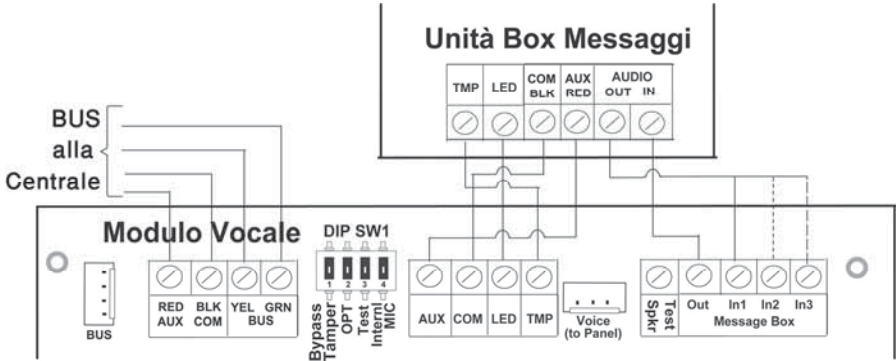 Unità Box Messaggi
TMP LED COM BLK AUX RED AUDIO OUT IN
BUS
alla
Centrale
Modulo Vocale
DIP SW1
1 2 3 4
BUS
RED AUX
BLK COM
YEL GRN
BUS
Bypass Tamper
OPT
Test
Internl MIC
AUX COM LED TMP
Voice
(to Panel)
Test Spkr
Out In1 In2 In3
Message Box